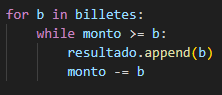 for b in billetes:
    while monto >= b:
        resultado.append(b)
        monto -= b